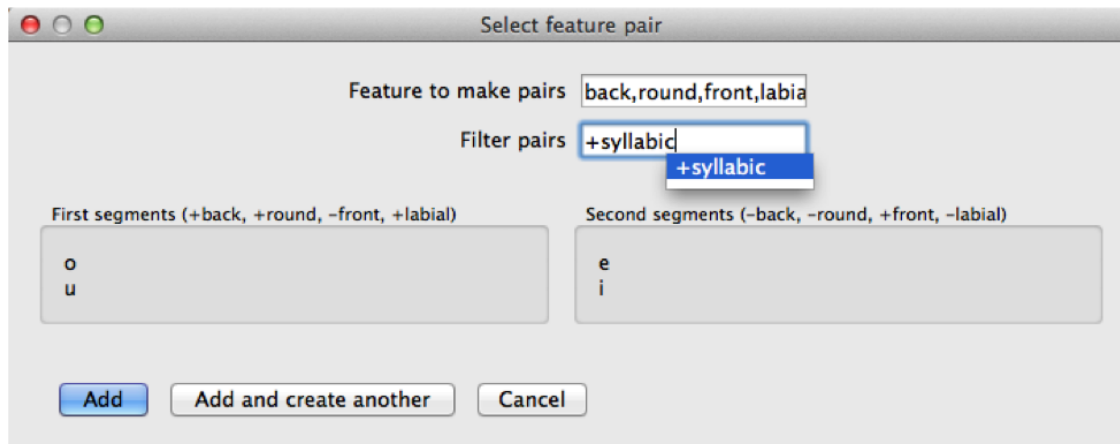 Select feature pair
Feature to make pairs back,round,front,labia
Filter pairs +syllabic
+syllabic
First segments (+back, +round, -front, +labial)
o
u
Second segments (-back, -round, +front, -labial)
e
i
Add Add and create another Cancel